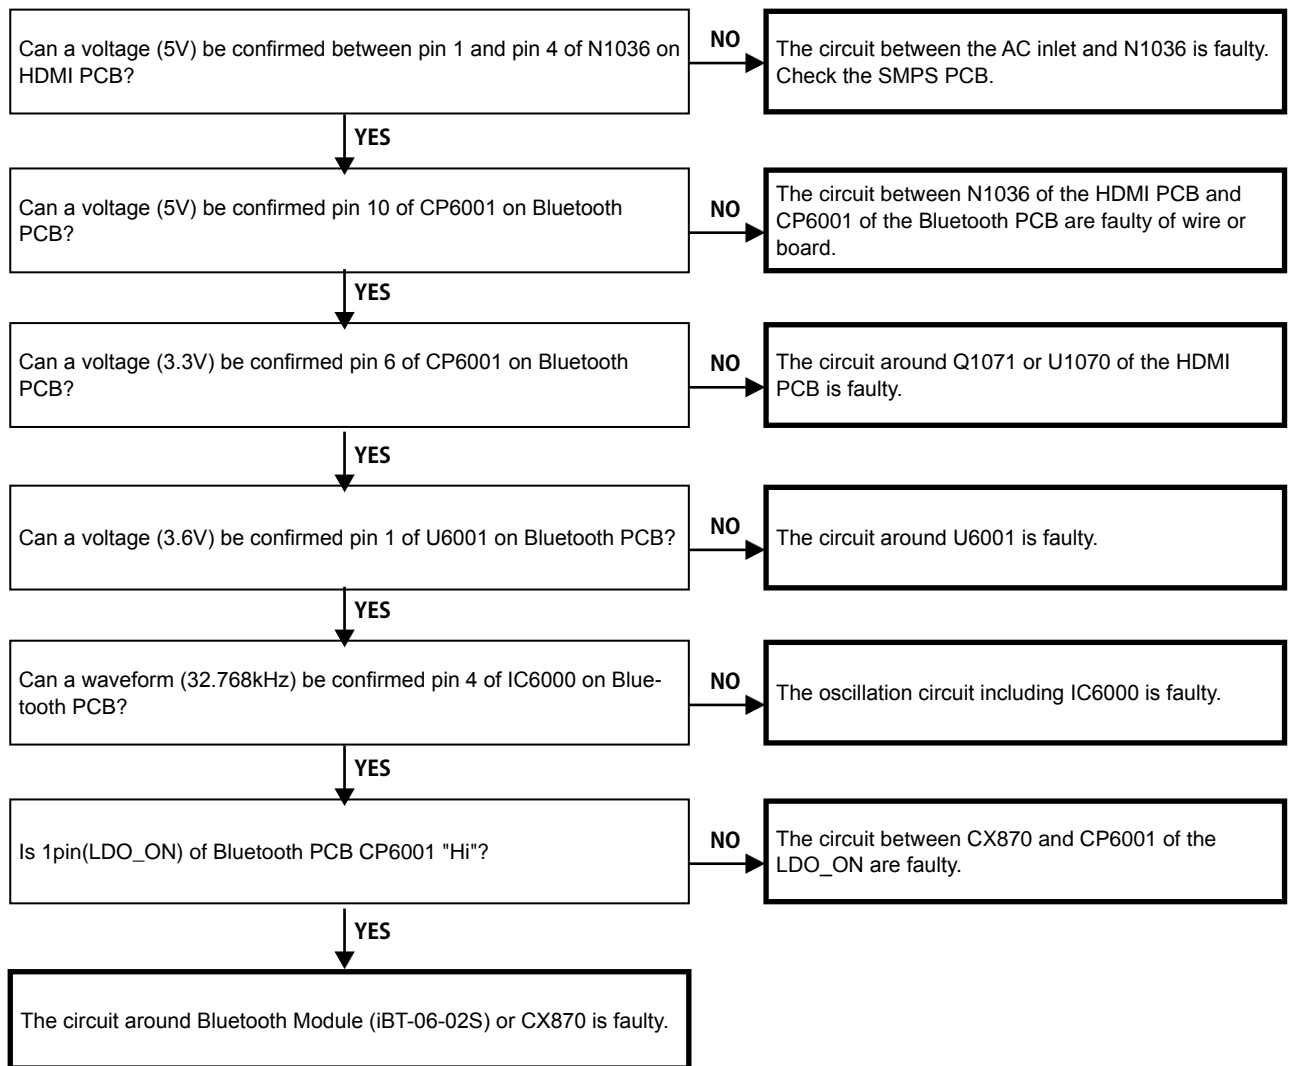 Can a voltage (5V) be confirmed between pin 1 and pin 4 of N1036 on
HDMI PCB?
NO
The circuit between the AC inlet and N1036 is faulty.
Check the SMPS PCB.
YES
Can a voltage (5V) be confirmed pin 10 of CP6001 on Bluetooth
PCB?
NO
The circuit between N1036 of the HDMI PCB and
CP6001 of the Bluetooth PCB are faulty of wire or
board.
YES
Can a voltage (3.3V) be confirmed pin 6 of CP6001 on Bluetooth
PCB?
NO
The circuit around Q1071 or U1070 of the HDMI
PCB is faulty.
YES
Can a voltage (3.6V) be confirmed pin 1 of U6001 on Bluetooth PCB?
NO
The circuit around U6001 is faulty.
YES
Can a waveform (32.768kHz) be confirmed pin 4 of IC6000 on Blue-
tooth PCB?
NO
The oscillation circuit including IC6000 is faulty.
YES
Is 1pin(LDO_ON) of Bluetooth PCB CP6001 "Hi"?
NO
The circuit between CX870 and CP6001 of the
LDO_ON are faulty.
YES
The circuit around Bluetooth Module (iBT-06-02S) or CX870 is faulty.